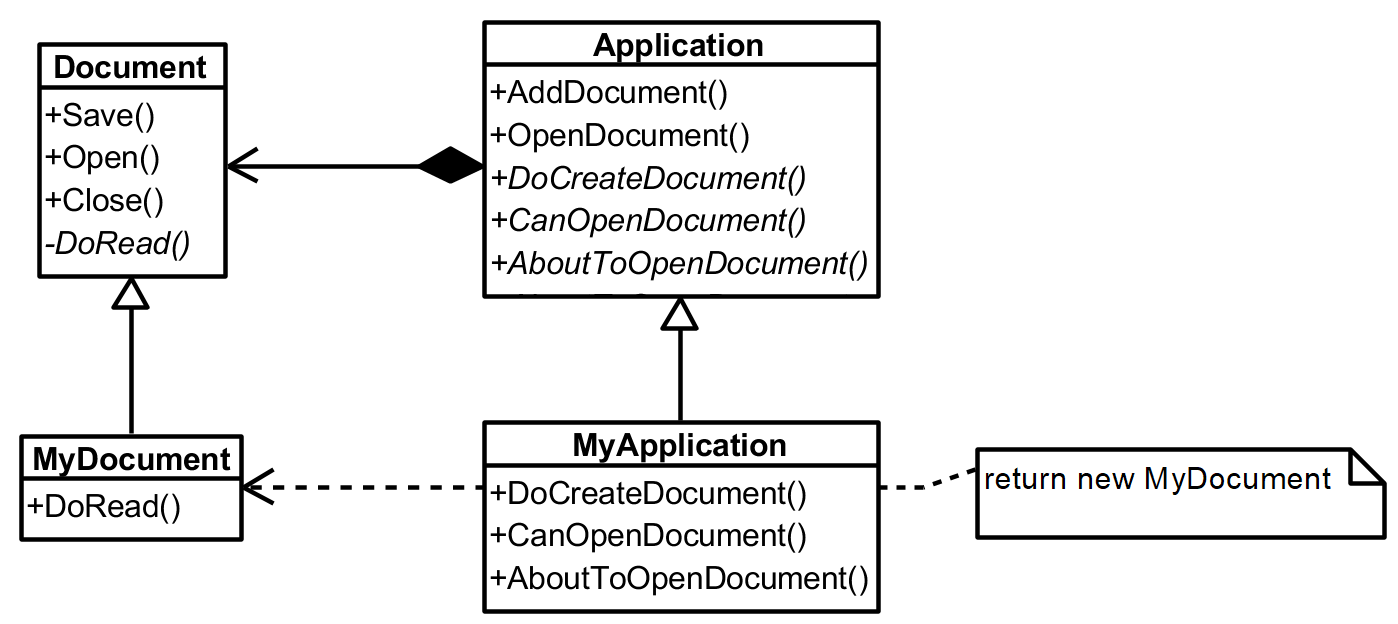 Document
+Save()
+Open()
+Close()
-DoRead()
Application
+AddDocument()
+OpenDocument()
+DoCreateDocument()
+CanOpenDocument()
+AboutToOpenDocument()
MyDocument
+DoRead()
MyApplication
+DoCreateDocument()
+CanOpenDocument()
+AboutToOpenDocument()
return new MyDocument